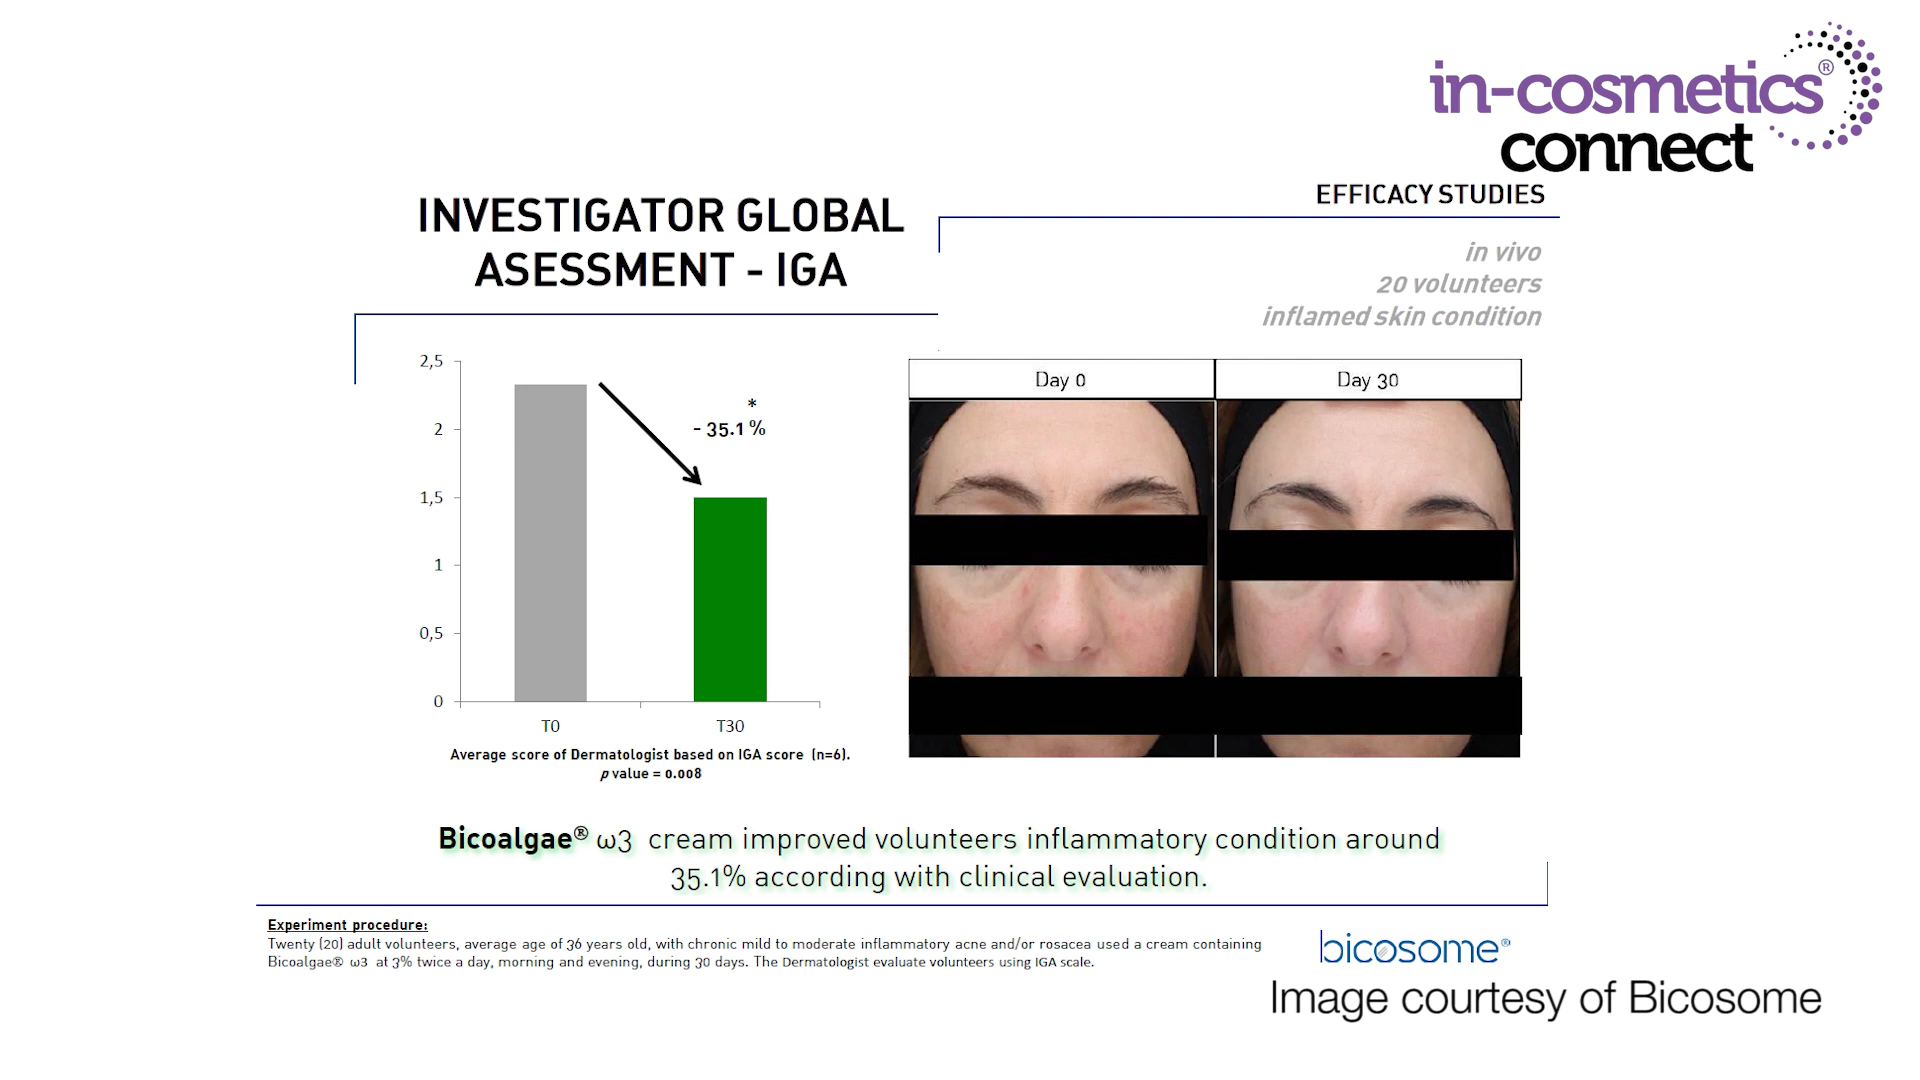 in-cosmetics®
connect
EFFICACY STUDIES
INVESTIGATOR GLOBAL
ASESSMENT - IGA
in vivo
20 volunteers
inflamed skin condition
2,5
2
1,5
1
0,5
0
*
- 35.1 %
T0
T30
Average score of Dermatologist based on IGA score (n=6).
p value = 0.008
Day 0
Day 30
Bicoalgae® ω3 cream improved volunteers inflammatory condition around
35.1% according with clinical evaluation.
Experiment procedure:
Twenty (20) adult volunteers, average age of 36 years old, with chronic mild to moderate inflammatory acne and/or rosacea used a cream containing
Bicoalgae® ω3 at 3% twice a day, morning and evening, during 30 days. The Dermatologist evaluate volunteers using IGA scale.
bicosome®
Image courtesy of Bicosome